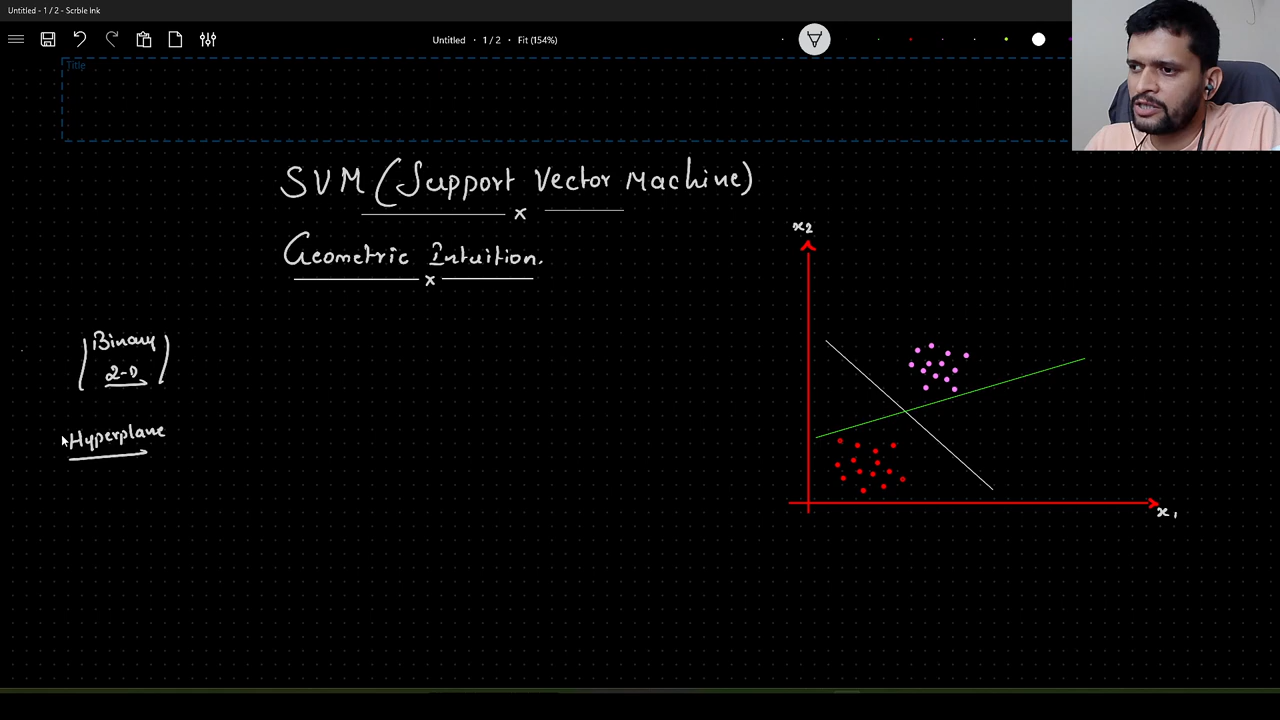 Untitled - 1 / 2 - Scrble Ink
Untitled · 1 / 2 · Fit (154%)
Title
SVM (Support Vector Machine)
x
Geometric Intuition.
x
Binary
2-D
Hyperplane
x2
x1